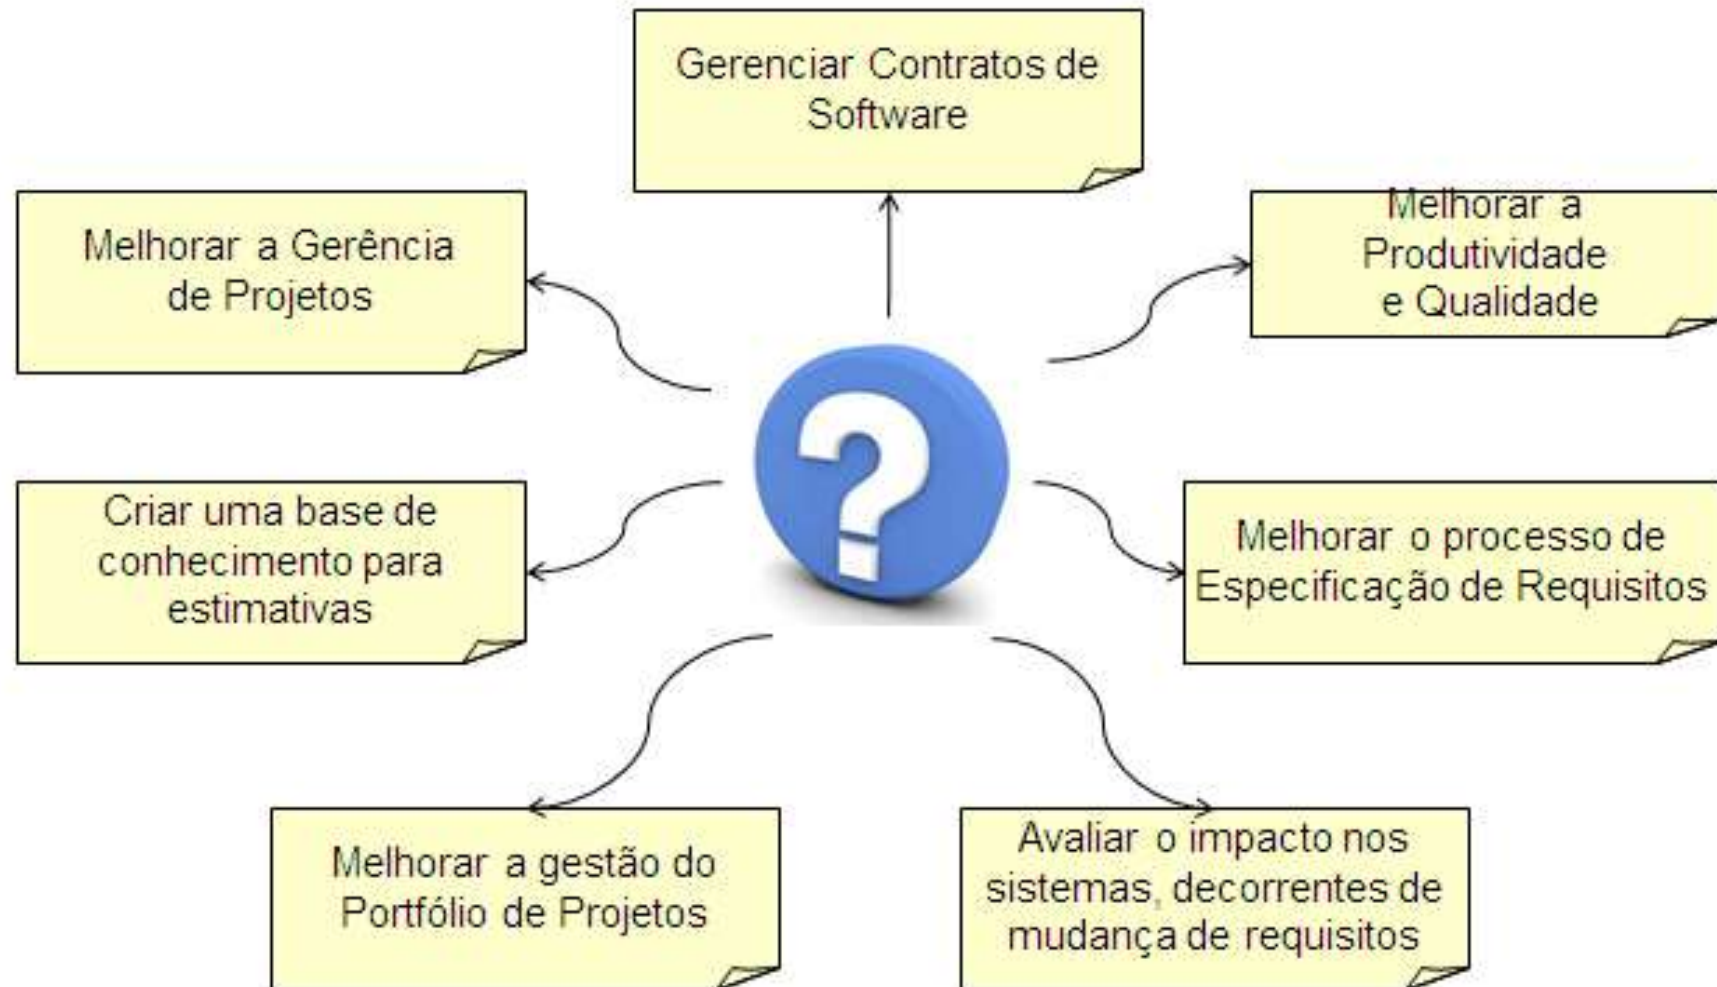 Gerenciar Contratos de
Software
Melhorar a Gerência
de Projetos
Melhorar a
Produtividade
e Qualidade
?
Criar uma base de
conhecimento para
estimativas
Melhorar o processo de
Especificação de Requisitos
Melhorar a gestão do
Portfólio de Projetos
Avaliar o impacto nos
sistemas, decorrentes de
mudança de requisitos